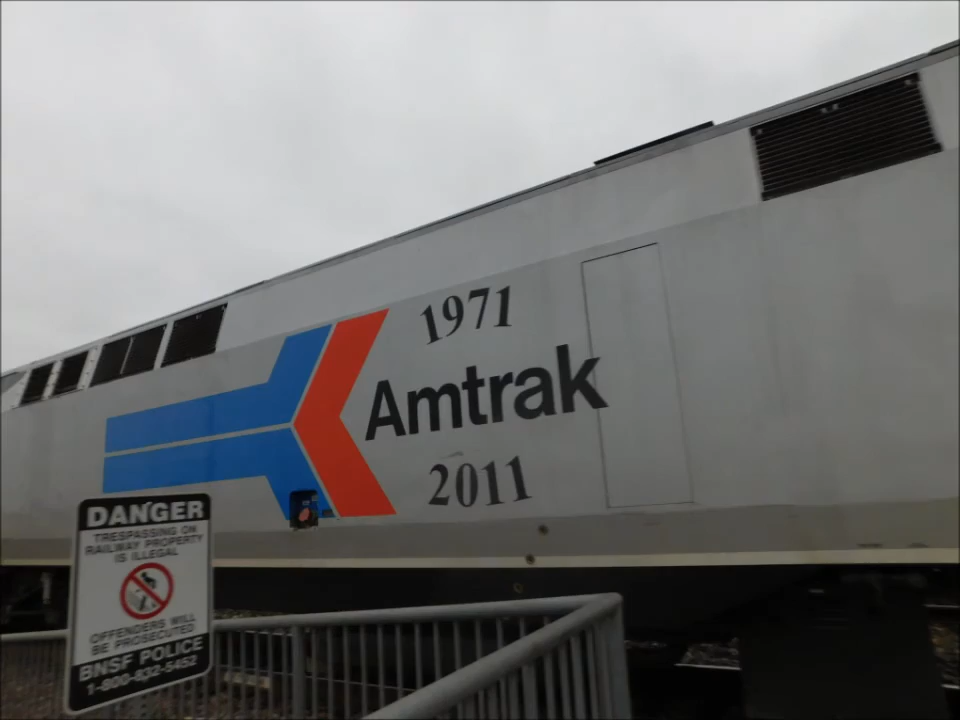 1971
Amtrak
2011
DANGER
TRESPASSING ON
RAILWAY PROPERTY
IS ILLEGAL
OFFENDERS WILL
BE PROSECUTED
BNSF POLICE
1-800-832-5452